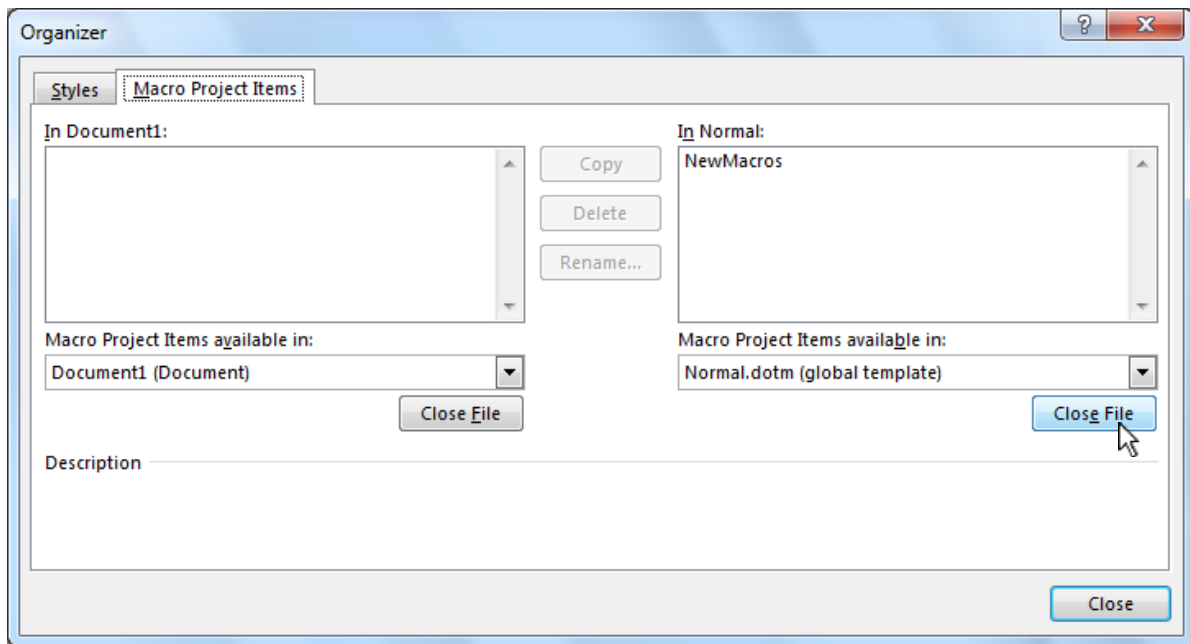 Organizer
Styles
Macro Project Items
In Document1:
In Normal:
NewMacros
Copy
Delete
Rename...
Macro Project Items available in:
Macro Project Items available in:
Document1 (Document)
Normal.dotm (global template)
Close File
Close File
Description
Close